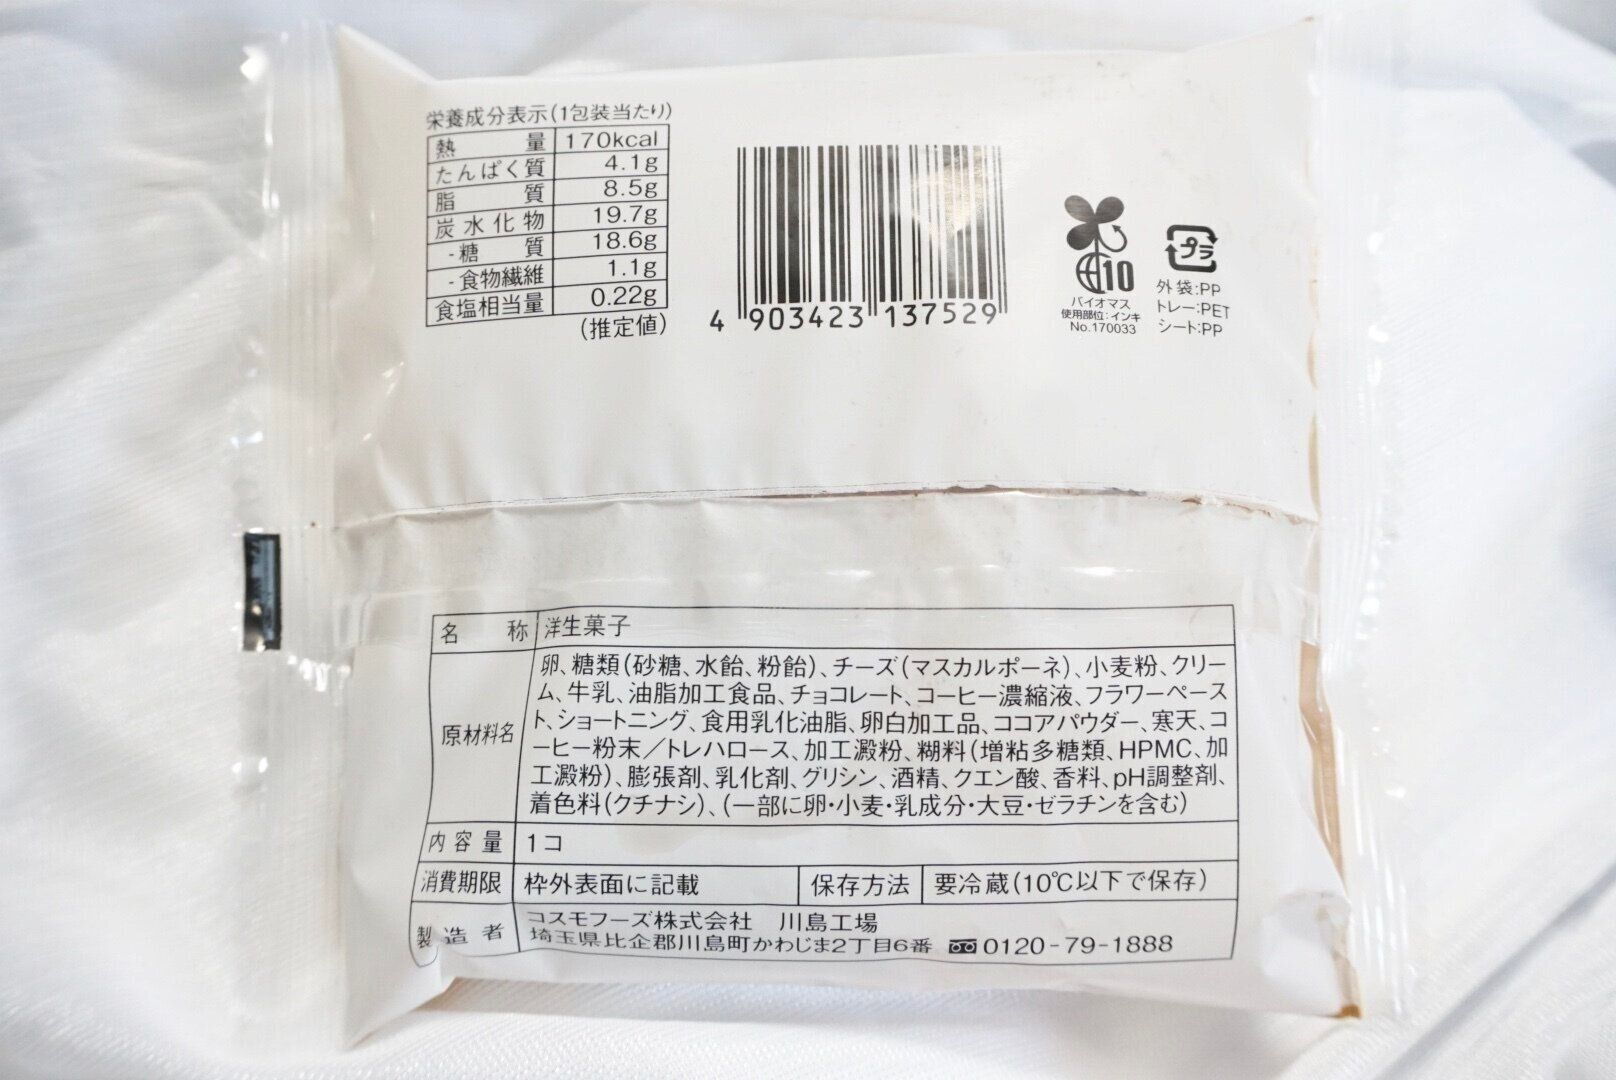 栄養成分表示(1包装当たり)
熱量 170kcal
たんぱく質 4.1g
脂質 8.5g
炭水化物 19.7g
-糖質 18.6g
-食物繊維 1.1g
食塩相当量 0.22g
(推定値)
4 903423 137529
10
バイオマス
使用部位:インキ
No.170033
プラ
外袋:PP
トレー:PET
シート:PP
名称 洋生菓子
原材料名
卵、糖類(砂糖、水飴、粉飴)、チーズ(マスカルポーネ)、小麦粉、クリー
ム、牛乳、油脂加工食品、チョコレート、コーヒー濃縮液、フラワーペース
ト、ショートニング、食用乳化油脂、卵白加工品、ココアパウダー、寒天、コ
ーヒー粉末/トレハロース、加工澱粉、糊料(増粘多糖類、HPMC、加
工澱粉)、膨張剤、乳化剤、グリシン、酒精、クエン酸、香料、pH調整剤、
着色料(クチナシ)、(一部に卵・小麦・乳成分・大豆・ゼラチンを含む)
内容量 1コ
消費期限 枠外表面に記載 保存方法 要冷蔵(10℃以下で保存)
製造者 コスモフーズ株式会社 川島工場
埼玉県比企郡川島町かわじま2丁目6番 0120-79-1888